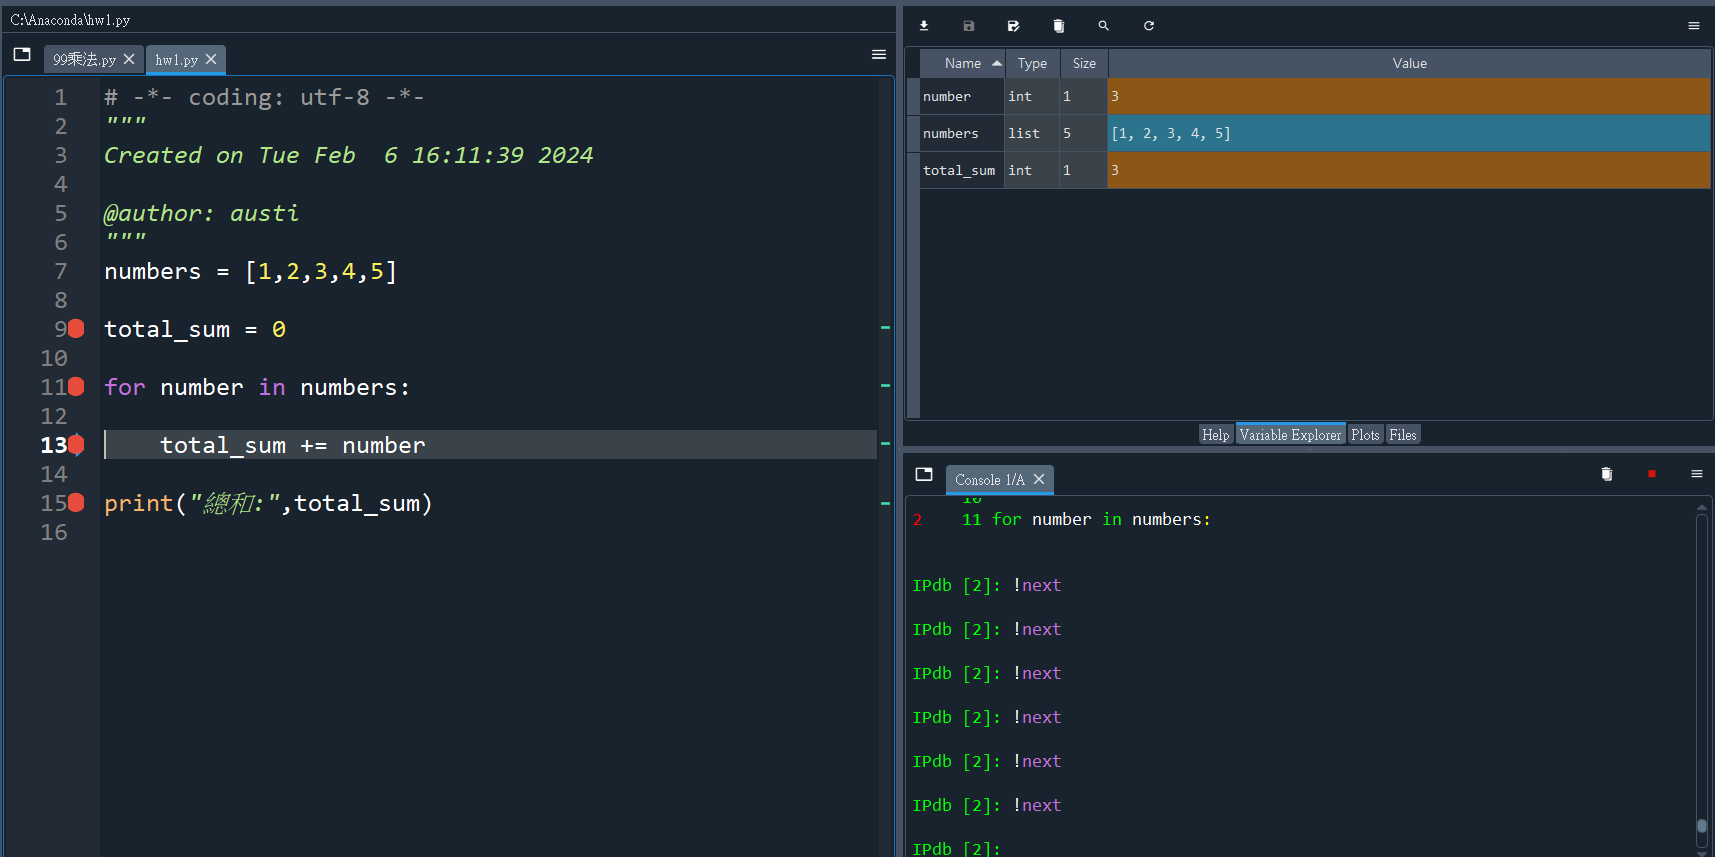 C:\Anaconda\hw1.py
99乘法.py
hw1.py
1 # -*- coding: utf-8 -*-
2 """
3 Created on Tue Feb  6 16:11:39 2024
4
5 @author: austi
6 """
7 numbers = [1,2,3,4,5]
8
9 total_sum = 0
10
11 for number in numbers:
12
13     total_sum += number
14
15 print("總和:",total_sum)
16
Name Type Size Value
number int 1 3
numbers list 5 [1, 2, 3, 4, 5]
total_sum int 1 3
Help Variable Explorer Plots Files
Console 1/A
10
2 11 for number in numbers:
IPdb [2]: !next
IPdb [2]: !next
IPdb [2]: !next
IPdb [2]: !next
IPdb [2]: !next
IPdb [2]: !next
IPdb [2]: